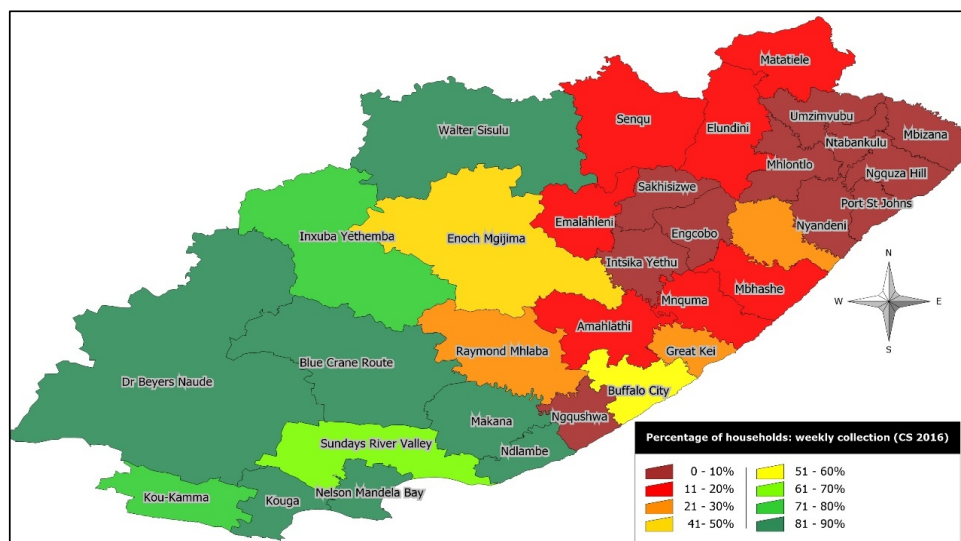 Matatiele
Umzimvubu
Mbizana
Walter Sisulu
Senqu
Elundini
Ntabankulu
Mhlontlo
Ngquza Hill
Sakhisizwe
Port St Johns
Emalahleni
Nyandeni
Inxuba Yethemba
Enoch Mgijima
Engcobo
Intsika Yethu
Mbhashe
Mnquma
Amahlathi
Raymond Mhlaba
Great Kei
Blue Crane Route
Dr Beyers Naude
Buffalo City
Makana
Ngqushwa
Sundays River Valley
Ndlambe
Kou-Kamma
Kouga
Nelson Mandela Bay
N
W
E
S
Percentage of households: weekly collection (CS 2016)
0 - 10%
11 - 20%
21 - 30%
41- 50%
51 - 60%
61 - 70%
71 - 80%
81 - 90%